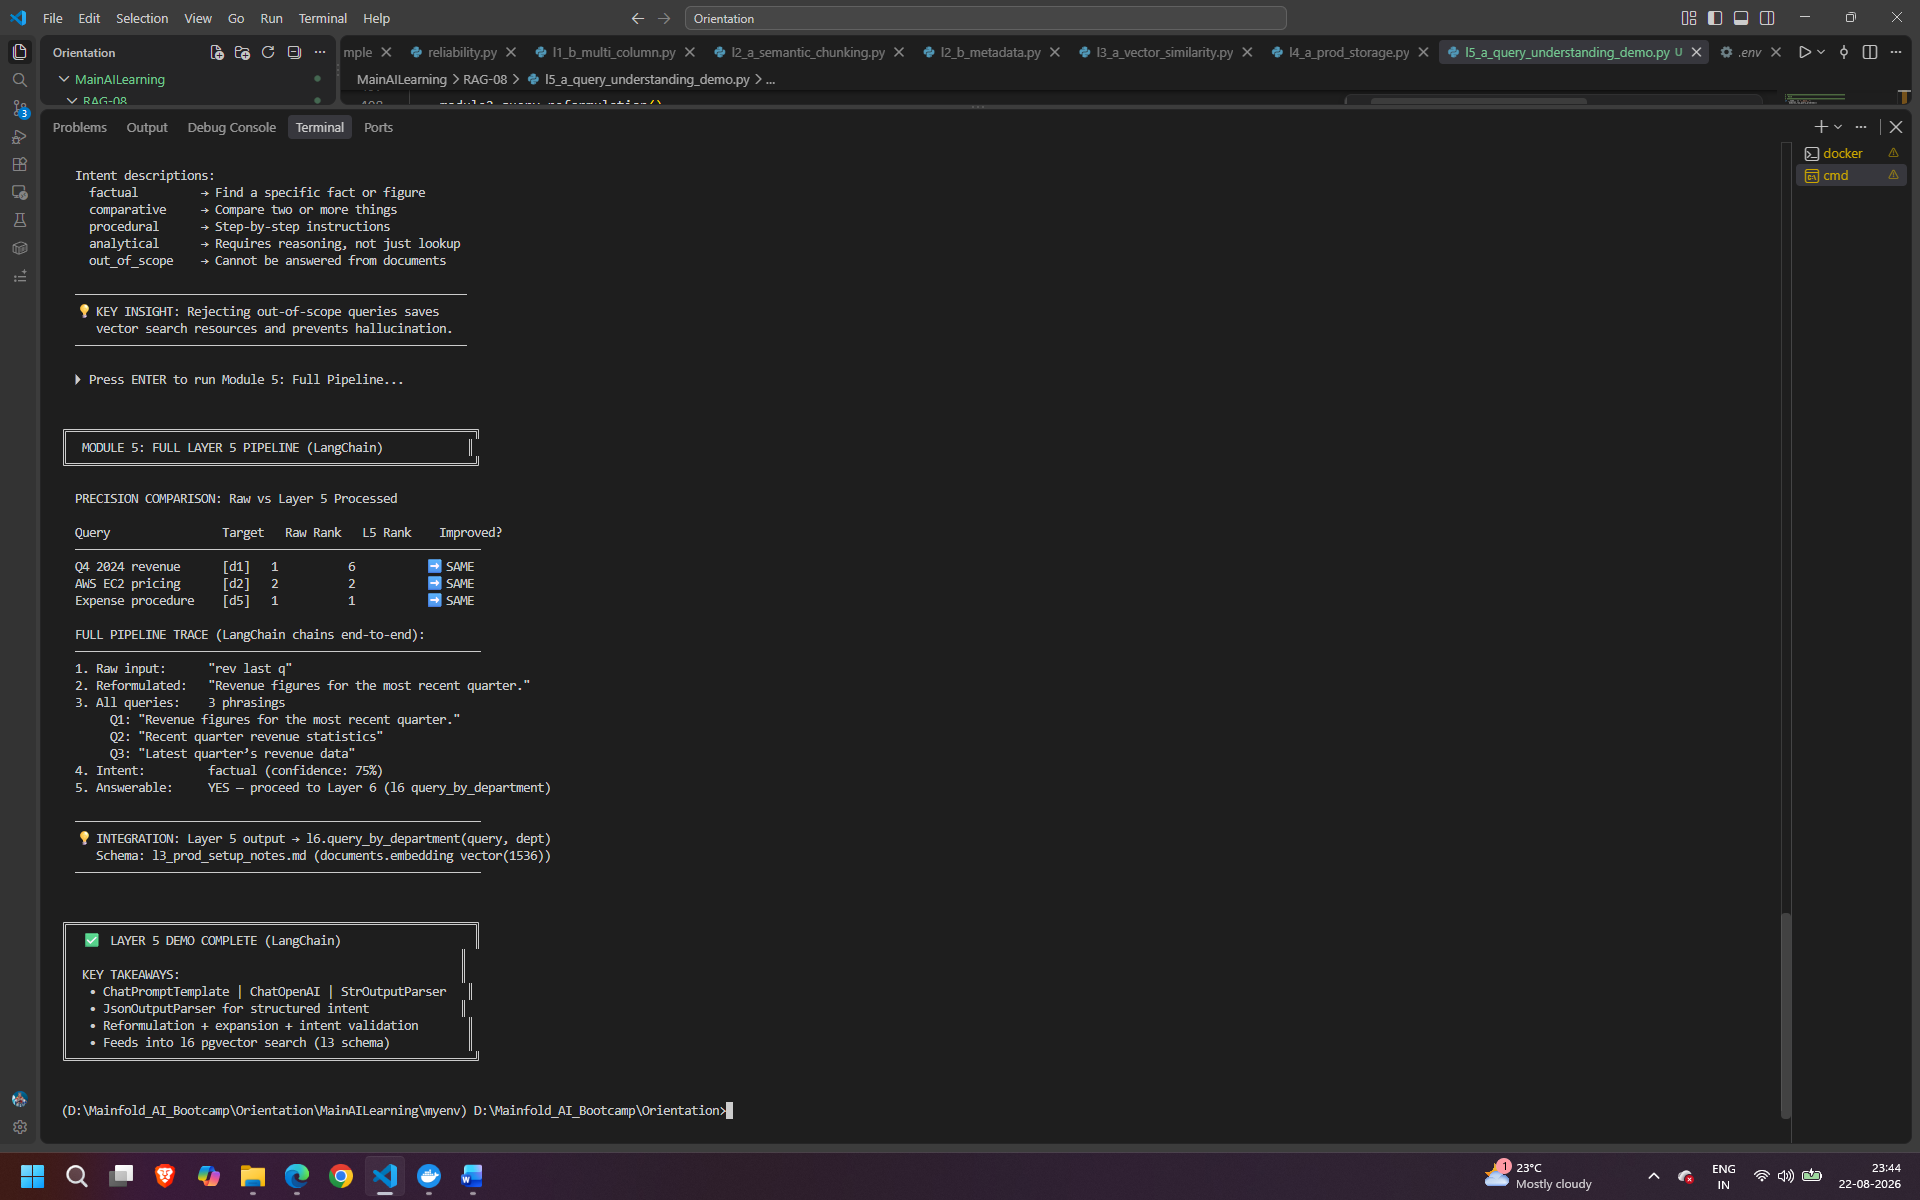 File Edit Selection View Go Run Terminal Help
Orientation
Orientation
mple reliability.py l1_b_multi_column.py l2_a_semantic_chunking.py l2_b_metadata.py l3_a_vector_similarity.py l4_a_prod_storage.py l5_a_query_understanding_demo.py U .env
MainAILearning
MainAILearning > RAG-08 > l5_a_query_understanding_demo.py > ...
RAG-08
3
Problems Output Debug Console Terminal Ports
docker
cmd
Intent descriptions:
factual → Find a specific fact or figure
comparative → Compare two or more things
procedural → Step-by-step instructions
analytical → Requires reasoning, not just lookup
out_of_scope → Cannot be answered from documents
💡 KEY INSIGHT: Rejecting out-of-scope queries saves
vector search resources and prevents hallucination.
▶ Press ENTER to run Module 5: Full Pipeline...
MODULE 5: FULL LAYER 5 PIPELINE (LangChain)
PRECISION COMPARISON: Raw vs Layer 5 Processed
Query Target Raw Rank L5 Rank Improved?
Q4 2024 revenue [d1] 1 6 ➡ SAME
AWS EC2 pricing [d2] 2 2 ➡ SAME
Expense procedure [d5] 1 1 ➡ SAME
FULL PIPELINE TRACE (LangChain chains end-to-end):
1. Raw input: "rev last q"
2. Reformulated: "Revenue figures for the most recent quarter."
3. All queries: 3 phrasings
Q1: "Revenue figures for the most recent quarter."
Q2: "Recent quarter revenue statistics"
Q3: "Latest quarter’s revenue data"
4. Intent: factual (confidence: 75%)
5. Answerable: YES — proceed to Layer 6 (l6 query_by_department)
💡 INTEGRATION: Layer 5 output → l6.query_by_department(query, dept)
Schema: l3_prod_setup_notes.md (documents.embedding vector(1536))
✅ LAYER 5 DEMO COMPLETE (LangChain)
KEY TAKEAWAYS:
• ChatPromptTemplate | ChatOpenAI | StrOutputParser
• JsonOutputParser for structured intent
• Reformulation + expansion + intent validation
• Feeds into l6 pgvector search (l3 schema)
(D:\Mainfold_AI_Bootcamp\Orientation\MainAILearning\myenv) D:\Mainfold_AI_Bootcamp\Orientation>
1
23°C
Mostly cloudy
ENG
IN
23:44
22-08-2026